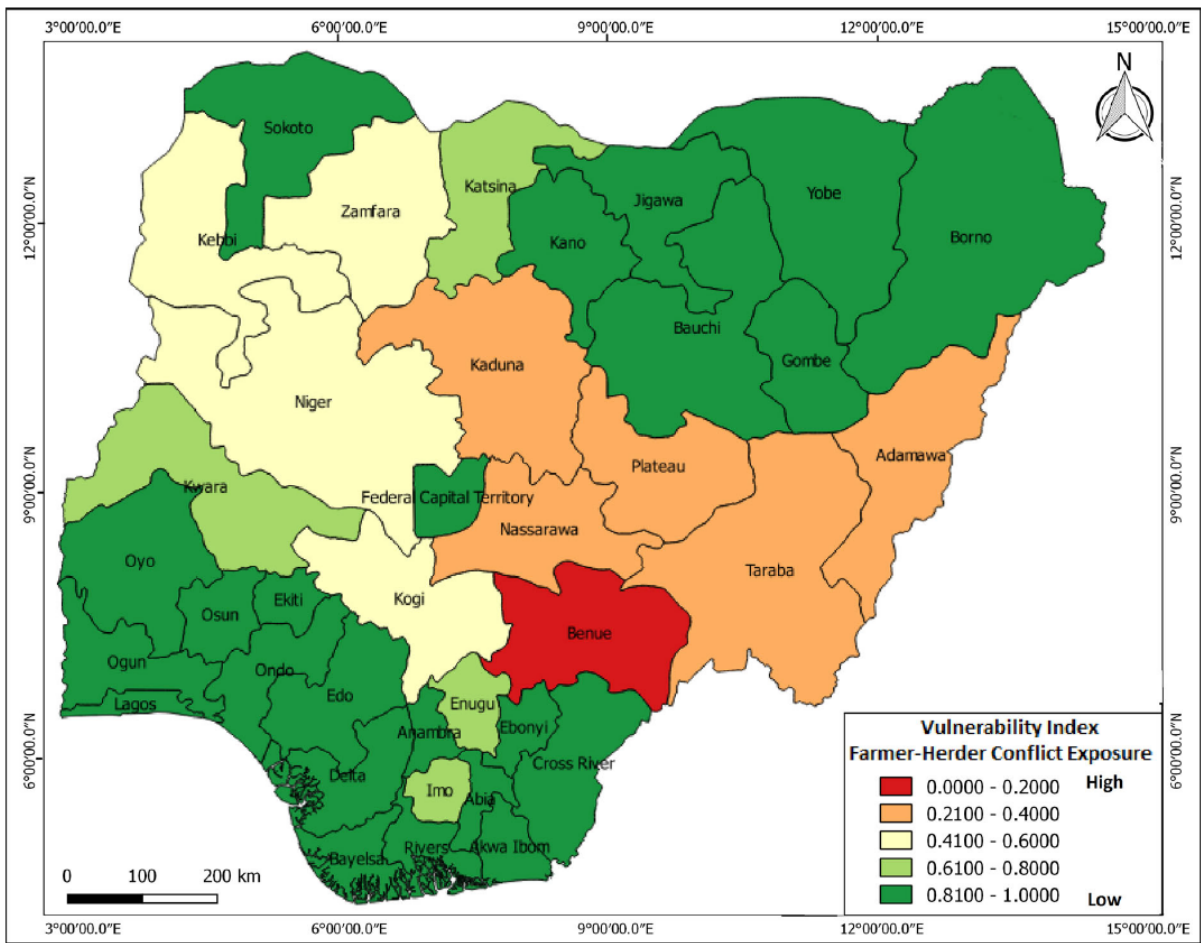 3°00'00.0"E 6°00'00.0"E 9°00'00.0"E 12°00'00.0"E 15°00'00.0"E
N
12°00'00.0"N
12°00'00.0"N
9°00'00.0"N
9°00'00.0"N
6°00'00.0"N
6°00'00.0"N
Sokoto
Katsina
Zamfara
Jigawa
Yobe
Kebbi
Kano
Borno
Bauchi
Gombe
Kaduna
Niger
Adamawa
Plateau
Kwara
Federal Capital Territory
Nassarawa
Oyo
Taraba
Kogi
Ekiti
Osun
Benue
Ogun
Ondo
Edo
Lagos
Enugu
Anambra
Ebonyi
Cross River
Delta
Imo
Abia
Bayelsa
Rivers
Akwa Ibom
Vulnerability Index
Farmer-Herder Conflict Exposure
0.0000 - 0.2000 High
0.2100 - 0.4000
0.4100 - 0.6000
0.6100 - 0.8000
0.8100 - 1.0000 Low
0 100 200 km
3°00'00.0"E 6°00'00.0"E 9°00'00.0"E 12°00'00.0"E 15°00'00.0"E